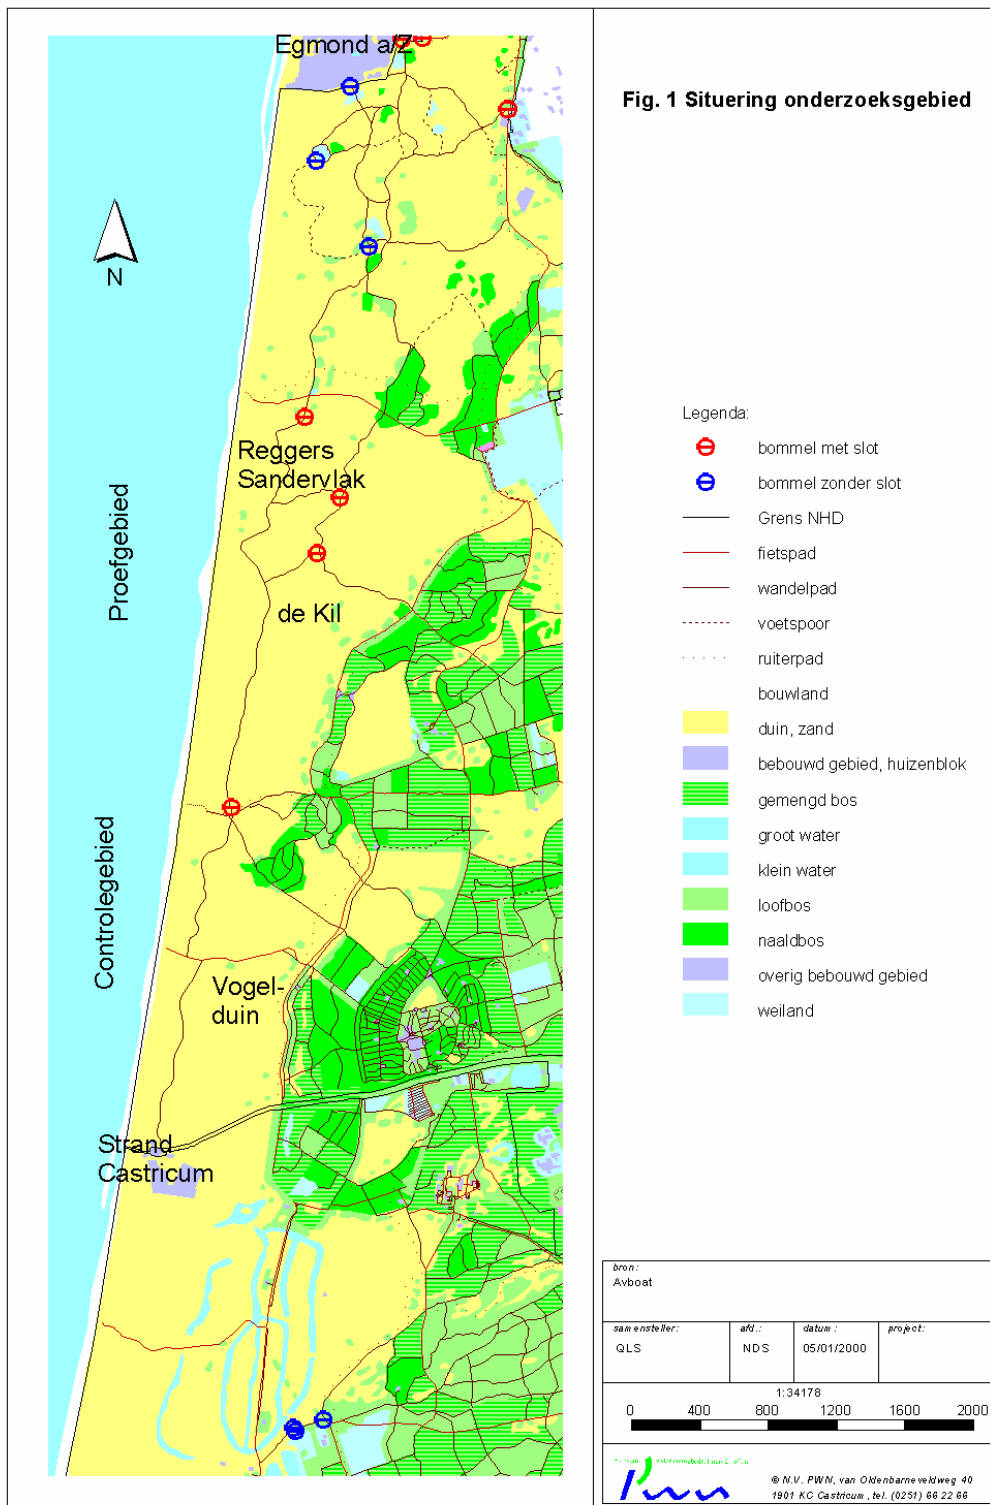 Egmond a/Z
Fig. 1 Situering onderzoeksgebied
N
Reggers
Sandervlak
Proefgebied
de Kil
Controlegebied
Vogel-
duin
Strand
Castricum
Legenda:
bommel met slot
bommel zonder slot
Grens NHD
fietspad
wandelpad
voetspoor
ruiterpad
bouwland
duin, zand
bebouwd gebied, huizenblok
gemengd bos
groot water
klein water
loofbos
naaldbos
overig bebouwd gebied
weiland
bron:
Avboat
samensteller: afd.: datum: project:
QLS NDS 05/01/2000
1:34178
0 400 800 1200 1600 2000
© N.V. PWN, van Oldenbarneveldweg 40
1901 KC Castricum, tel. (0251) 66 22 66
pwn